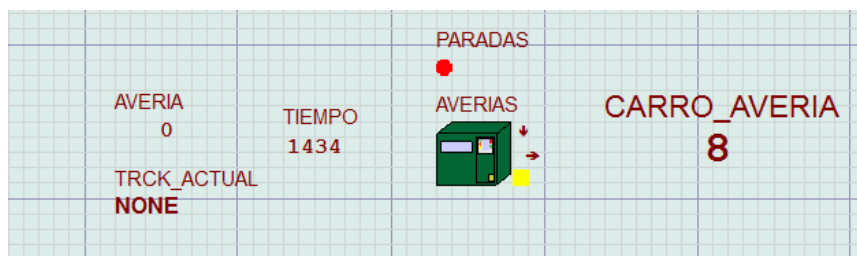 PARADAS
AVERIA
0
TIEMPO
1434
AVERIAS
CARRO_AVERIA
8
TRCK_ACTUAL
NONE